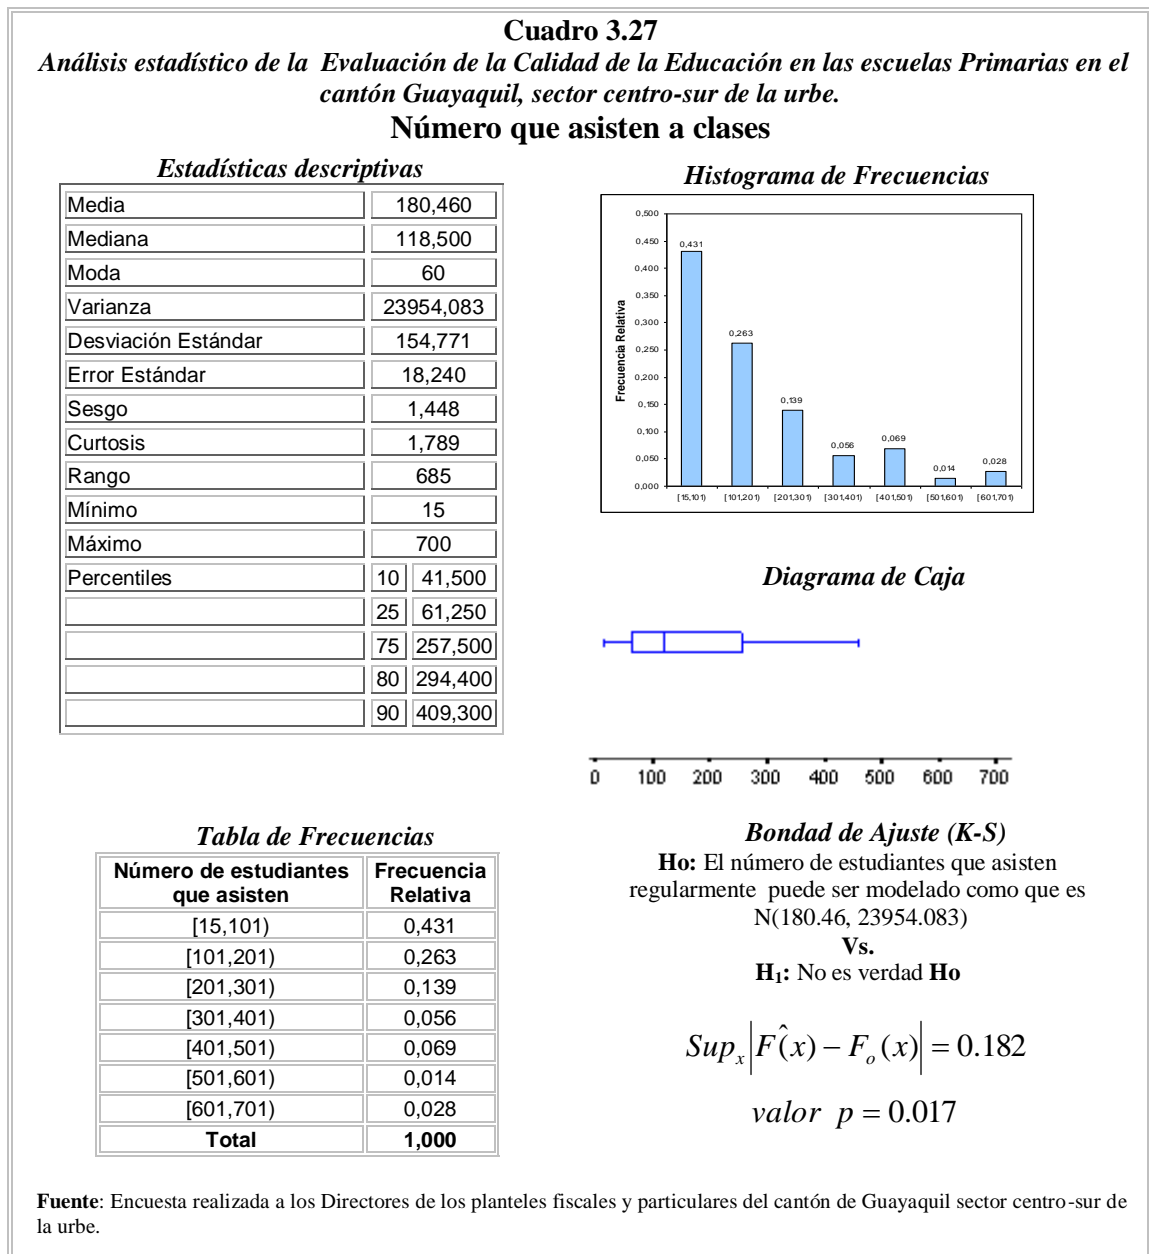 Cuadro 3.27
Análisis estadístico de la Evaluación de la Calidad de la Educación en las escuelas Primarias en el
cantón Guayaquil, sector centro-sur de la urbe.
Número que asisten a clases
Estadísticas descriptivas
Media 180,460
Mediana 118,500
Moda 60
Varianza 23954,083
Desviación Estándar 154,771
Error Estándar 18,240
Sesgo 1,448
Curtosis 1,789
Rango 685
Mínimo 15
Máximo 700
Percentiles 10 41,500
25 61,250
75 257,500
80 294,400
90 409,300
Histograma de Frecuencias
Frecuencia Relativa
0,500
0,450
0,400
0,350
0,300
0,250
0,200
0,150
0,100
0,050
0,000
0,431
0,263
0,139
0,056
0,069
0,014
0,028
[15,101) [101,201) [201,301) [301,401) [401,501) [501,601) [601,701)
Diagrama de Caja
0 100 200 300 400 500 600 700
Tabla de Frecuencias
Número de estudiantes Frecuencia
que asisten Relativa
[15,101) 0,431
[101,201) 0,263
[201,301) 0,139
[301,401) 0,056
[401,501) 0,069
[501,601) 0,014
[601,701) 0,028
Total 1,000
Bondad de Ajuste (K-S)
Ho: El número de estudiantes que asisten
regularmente puede ser modelado como que es
N(180.46, 23954.083)
Vs.
H₁: No es verdad Ho
Supₓ|F̂(x) − Fₒ(x)| = 0.182
valor p = 0.017
Fuente: Encuesta realizada a los Directores de los planteles fiscales y particulares del cantón de Guayaquil sector centro-sur de
la urbe.